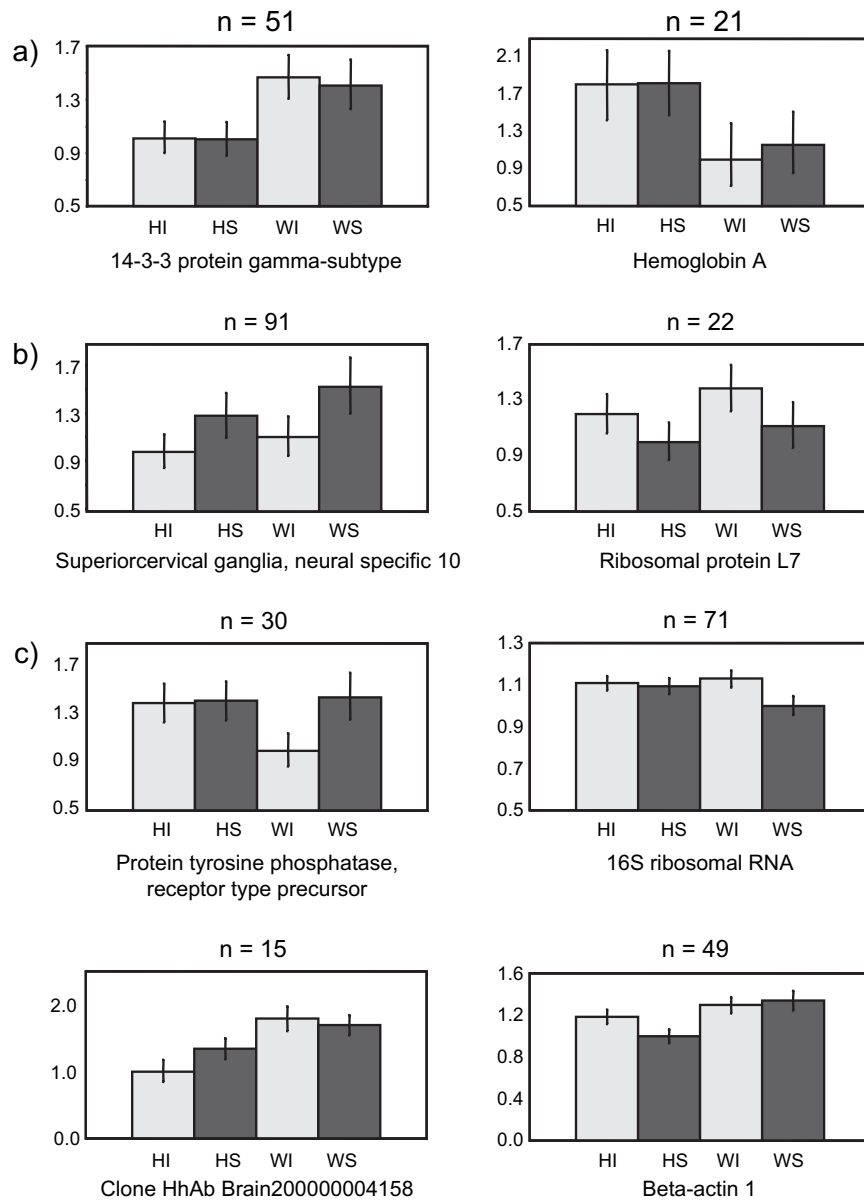 n = 51
n = 21
a)
1.7
1.3
0.9
0.5
HI HS WI WS
14-3-3 protein gamma-subtype
2.1
1.7
1.3
0.9
0.5
HI HS WI WS
Hemoglobin A
n = 91
n = 22
b)
1.7
1.3
0.9
0.5
HI HS WI WS
Superiorcervical ganglia, neural specific 10
1.7
1.3
0.9
0.5
HI HS WI WS
Ribosomal protein L7
n = 30
n = 71
c)
1.7
1.3
0.9
0.5
HI HS WI WS
Protein tyrosine phosphatase,
receptor type precursor
1.3
1.1
0.9
0.7
0.5
HI HS WI WS
16S ribosomal RNA
n = 15
n = 49
2.0
1.0
0.0
HI HS WI WS
Clone HhAb Brain200000004158
1.6
1.2
0.8
0.4
0.0
HI HS WI WS
Beta-actin 1